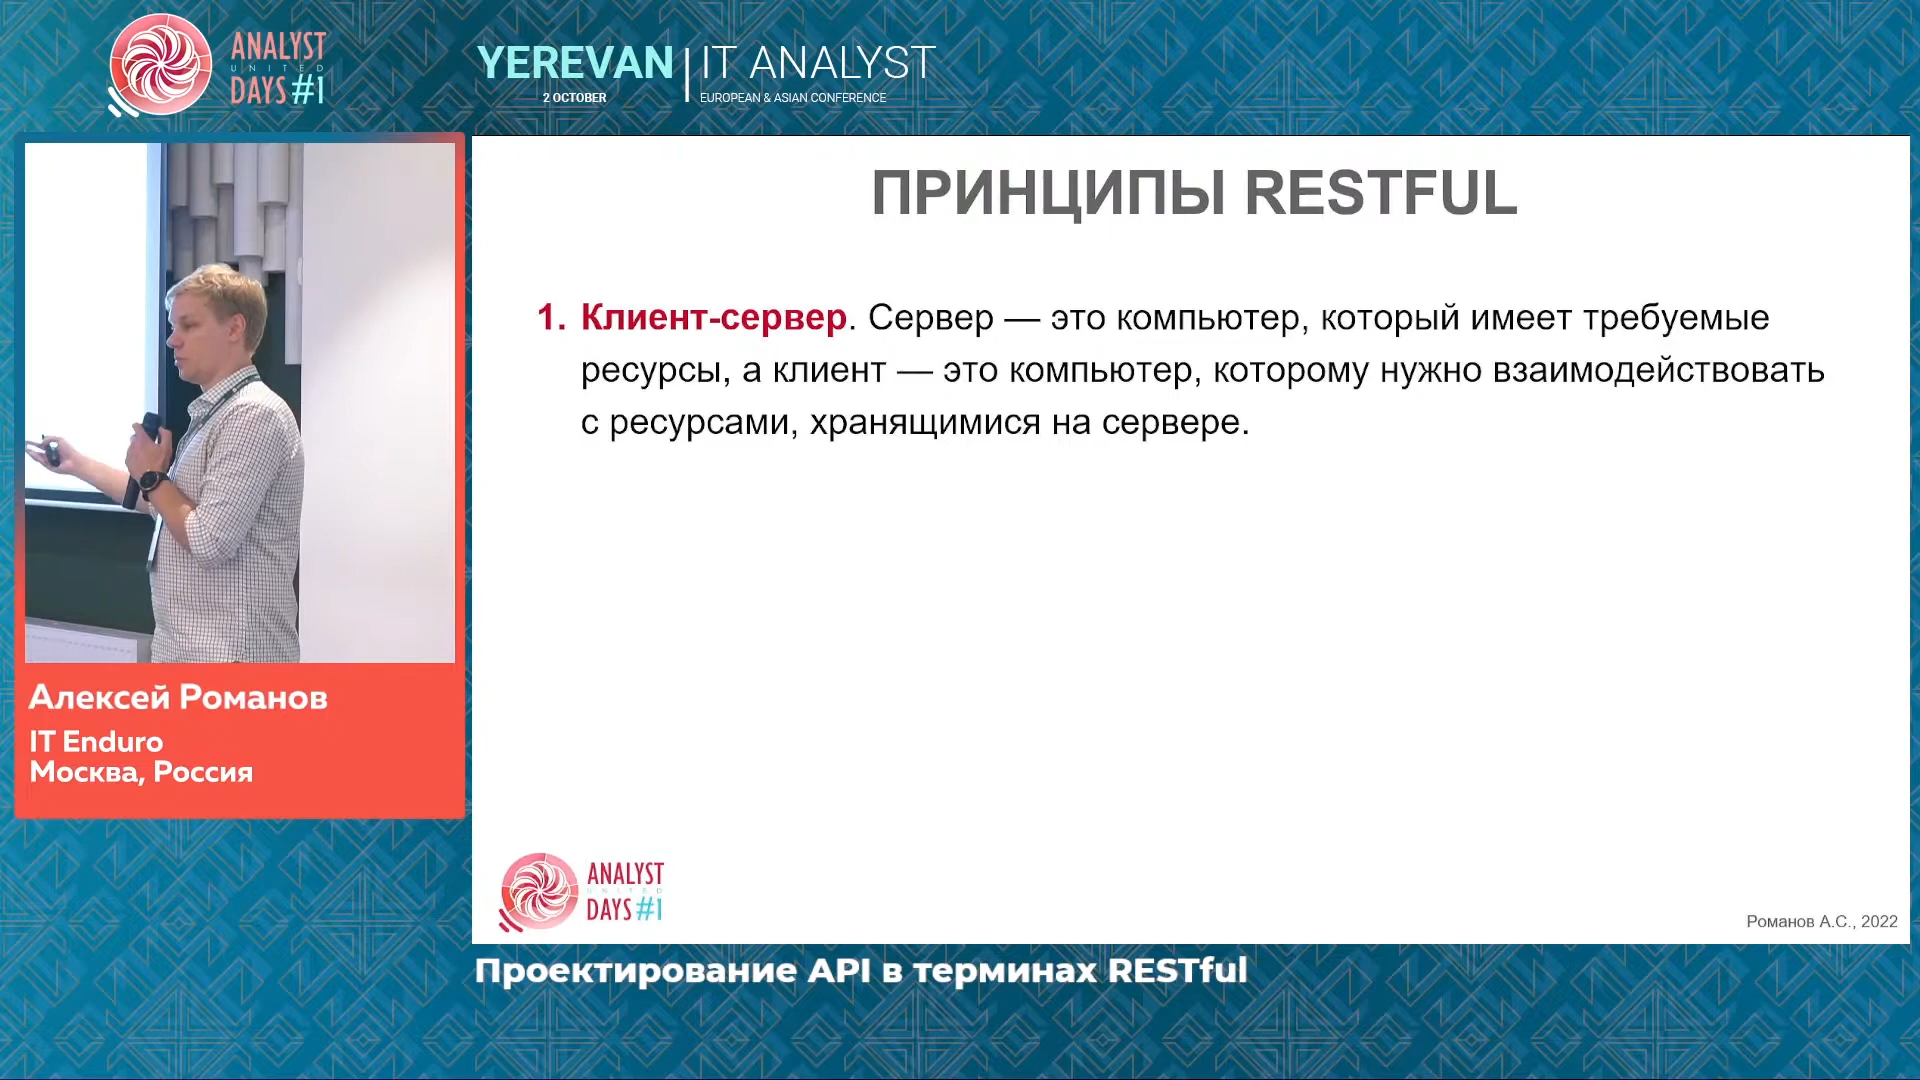 ANALYST
UNITED
DAYS #1
YEREVAN
2 OCTOBER
IT ANALYST
EUROPEAN & ASIAN CONFERENCE
ПРИНЦИПЫ RESTFUL
1. Клиент-сервер. Сервер — это компьютер, который имеет требуемые
ресурсы, а клиент — это компьютер, которому нужно взаимодействовать
с ресурсами, хранящимися на сервере.
Алексей Романов
IT Enduro
Москва, Россия
ANALYST
UNITED
DAYS #1
Романов А.С., 2022
Проектирование API в терминах RESTful